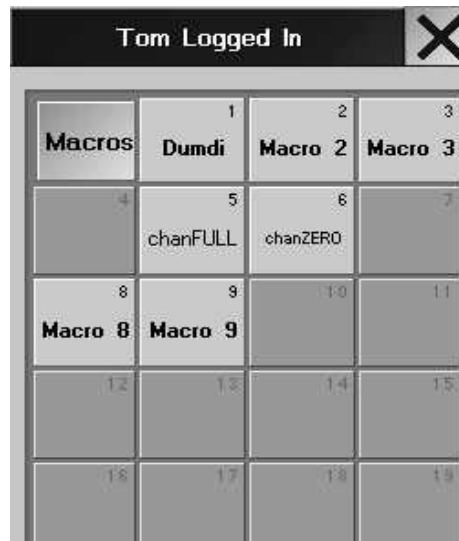 Tom Logged In
1 2 3
Macros Dumdi Macro 2 Macro 3
4 5 6 7
chanFULL chanZERO
8 9 10 11
Macro 8 Macro 9
12 13 14 15
16 17 18 19